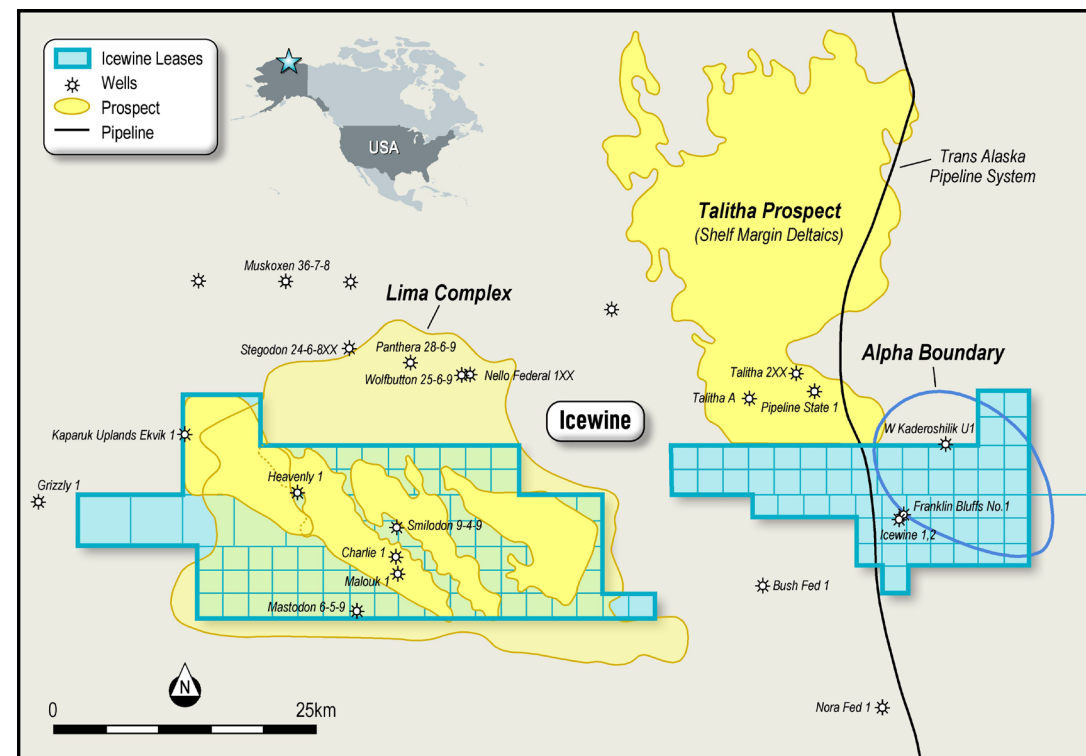 Icewine Leases
Wells
Prospect
Pipeline
USA
Trans Alaska
Pipeline System
Talitha Prospect
(Shelf Margin Deltaics)
Muskoxen 36-7-8
Lima Complex
Stegodon 24-6-8XX
Panthera 28-6-9
Wolfbutton 25-6-9
Nello Federal 1XX
Alpha Boundary
Talitha 2XX
Talitha A
Pipeline State 1
Icewine
W Kaderoshilik U1
Kaparuk Uplands Ekvik 1
Heavenly 1
Grizzly 1
Smilodon 9-4-9
Franklin Bluffs No.1
Icewine 1,2
Charlie 1
Malouk 1
Bush Fed 1
Mastodon 6-5-9
N
Nora Fed 1
0
25km